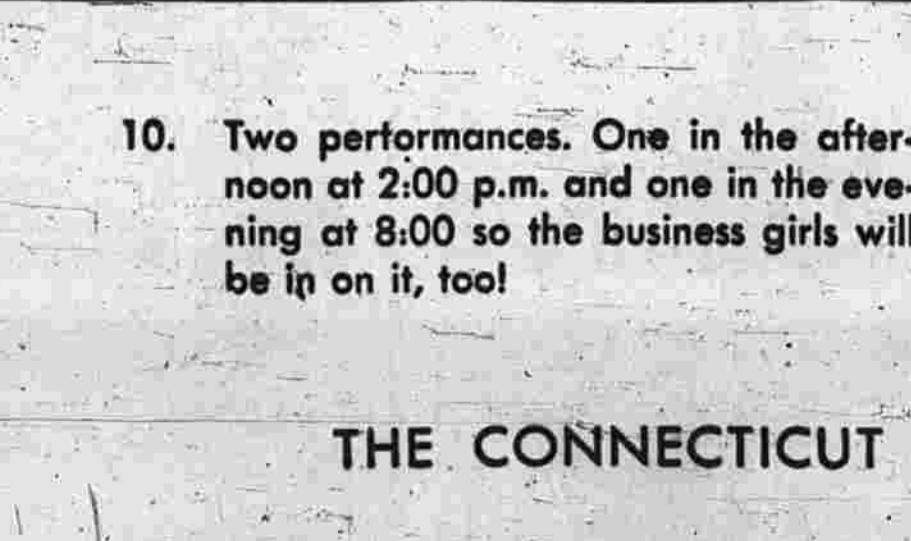 10. Two performances. One in the after-
noon at 2:00 p.m. and one in the eve-
ning at 8:00 so the business girls will
be in on it, too!
THE CONNECTICUT